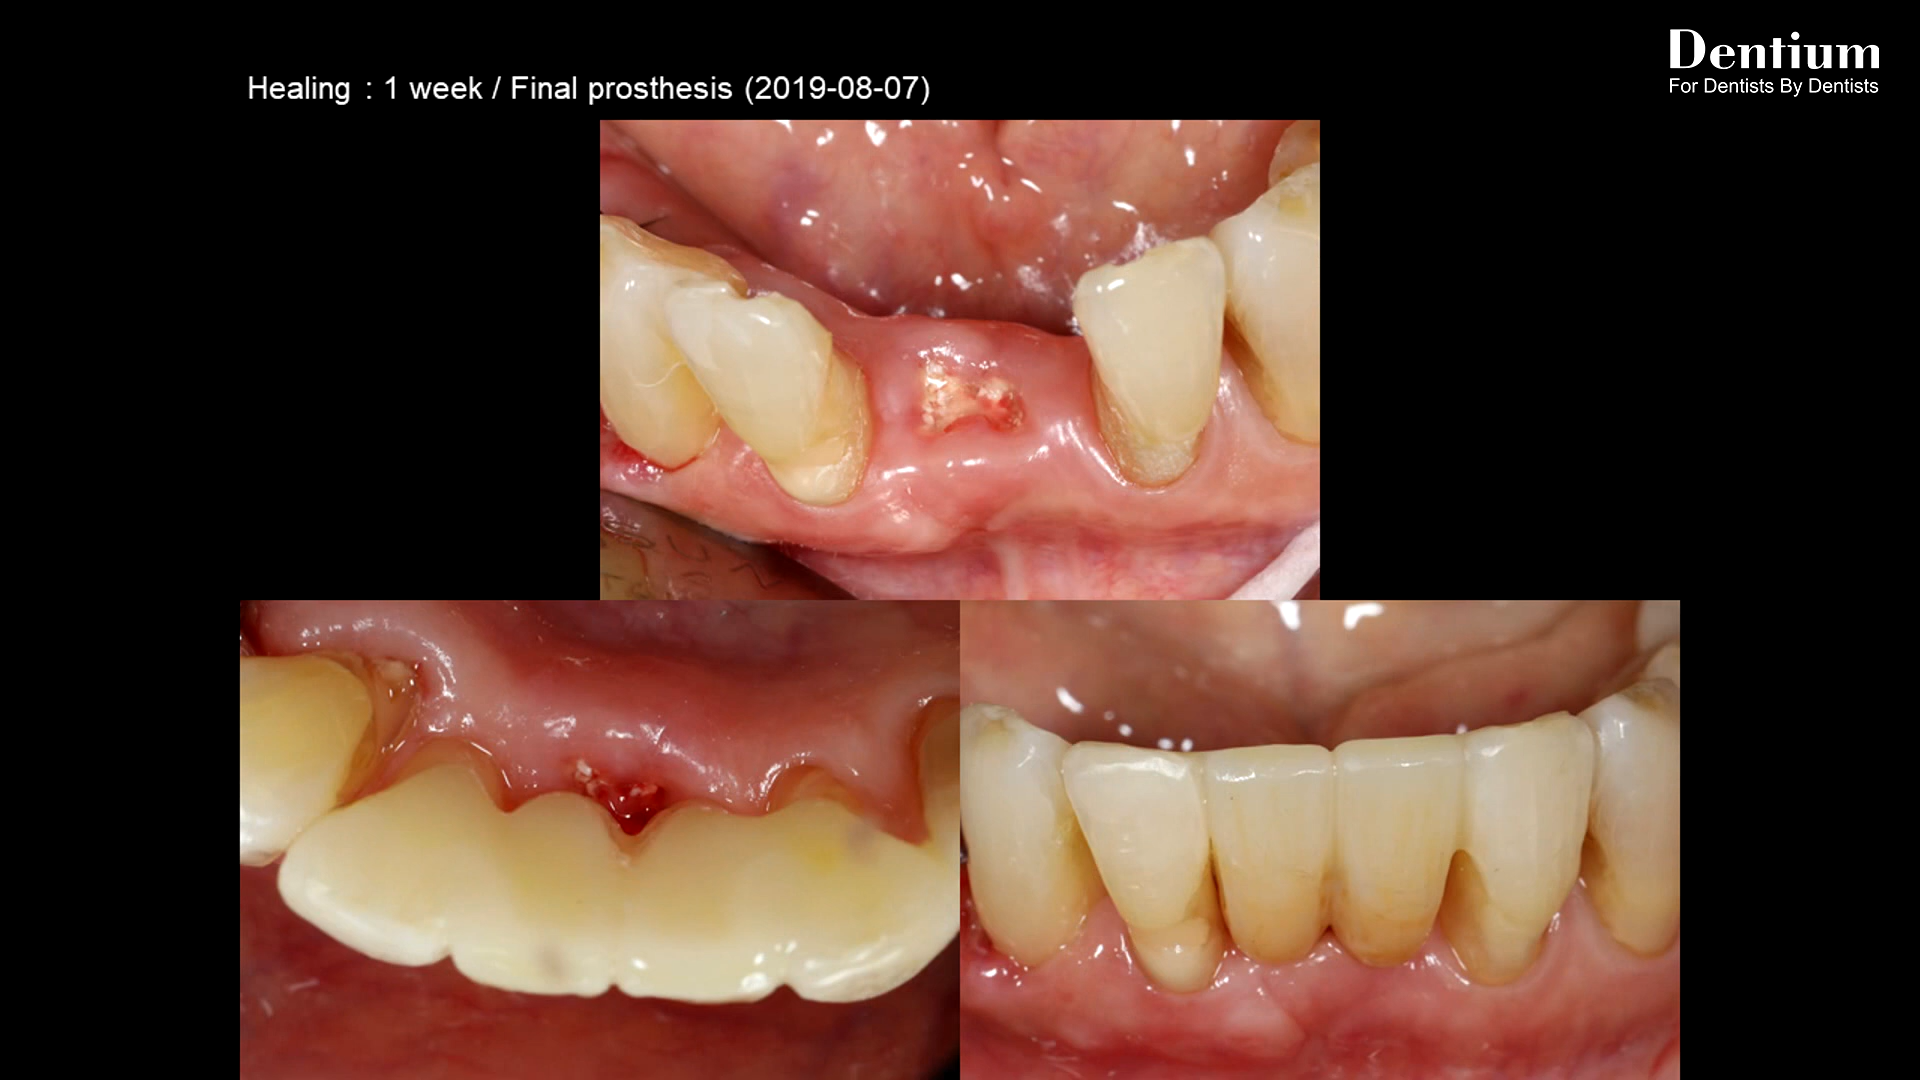 Dentium
For Dentists By Dentists
Healing : 1 week / Final prosthesis (2019-08-07)